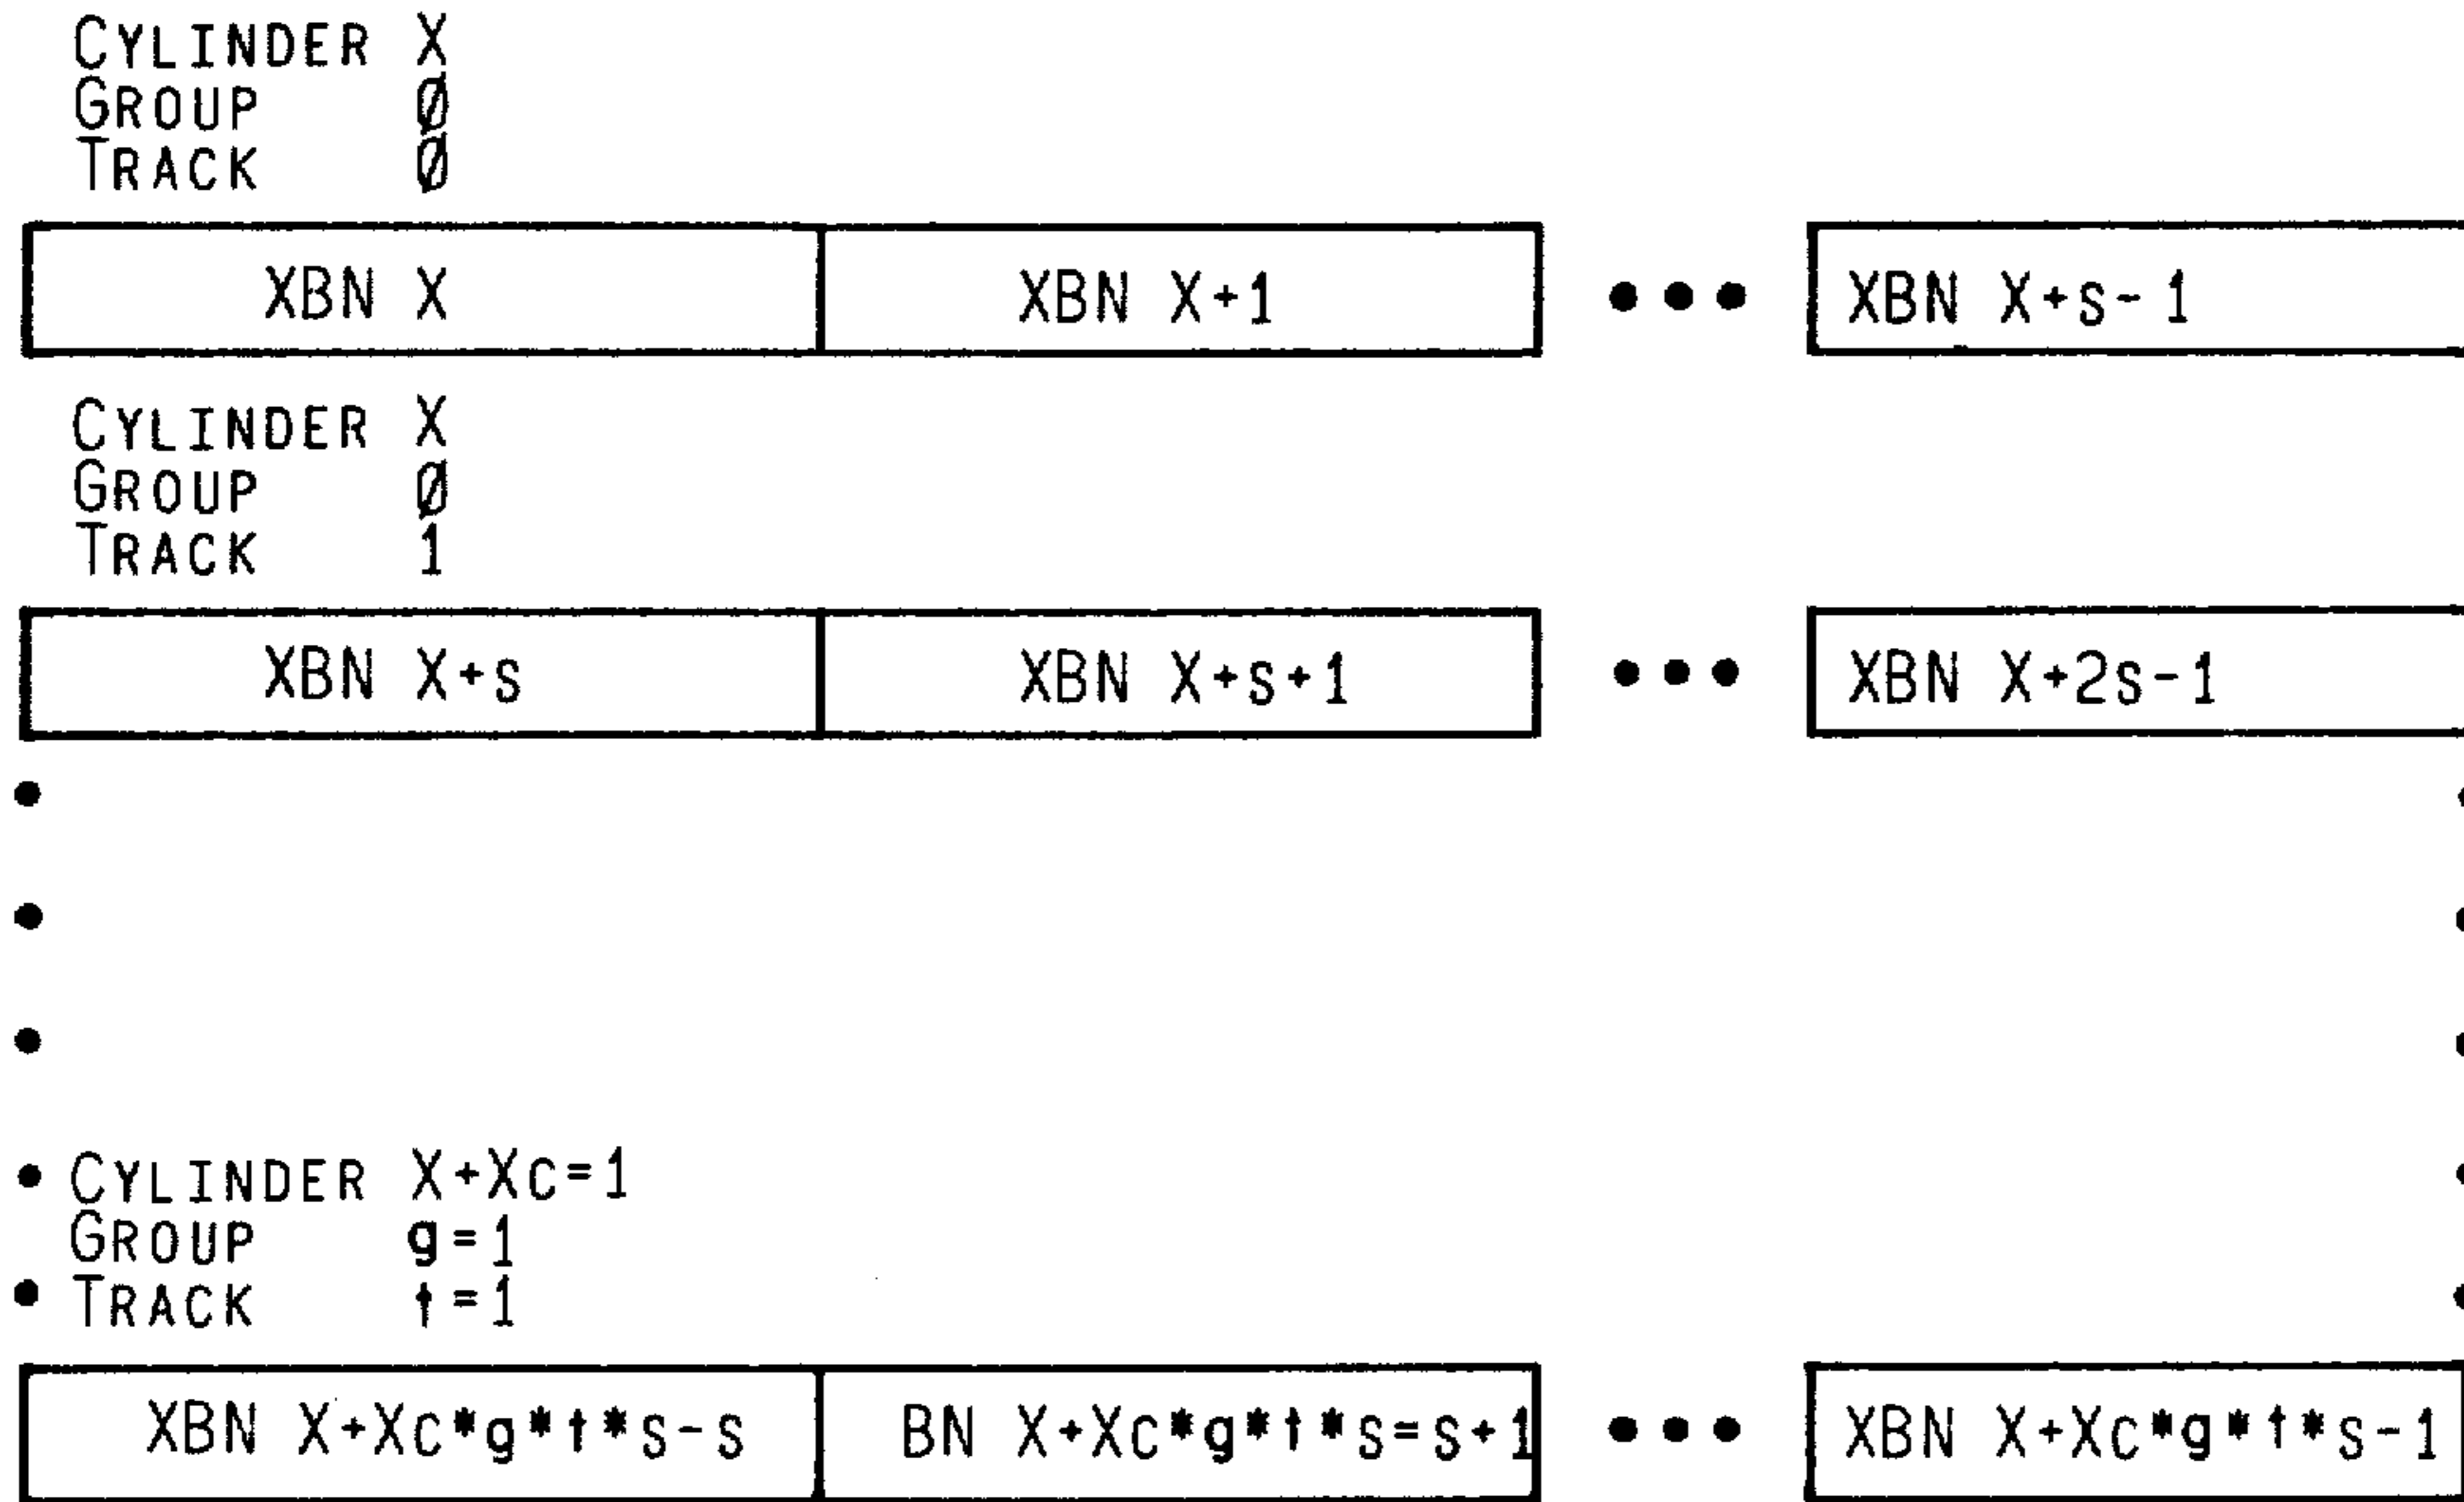 CYLINDER X
GROUP Ø
TRACK Ø
XBN X XBN X+1 ••• XBN X+s-1
CYLINDER X
GROUP Ø
TRACK 1
XBN X+s XBN X+s+1 ••• XBN X+2s-1
CYLINDER X+Xc=1
GROUP g=1
TRACK t=1
XBN X+Xc*g*t*s-s BN X+Xc*g*t*s=s+1 ••• XBN X+Xc*g*t*s-1